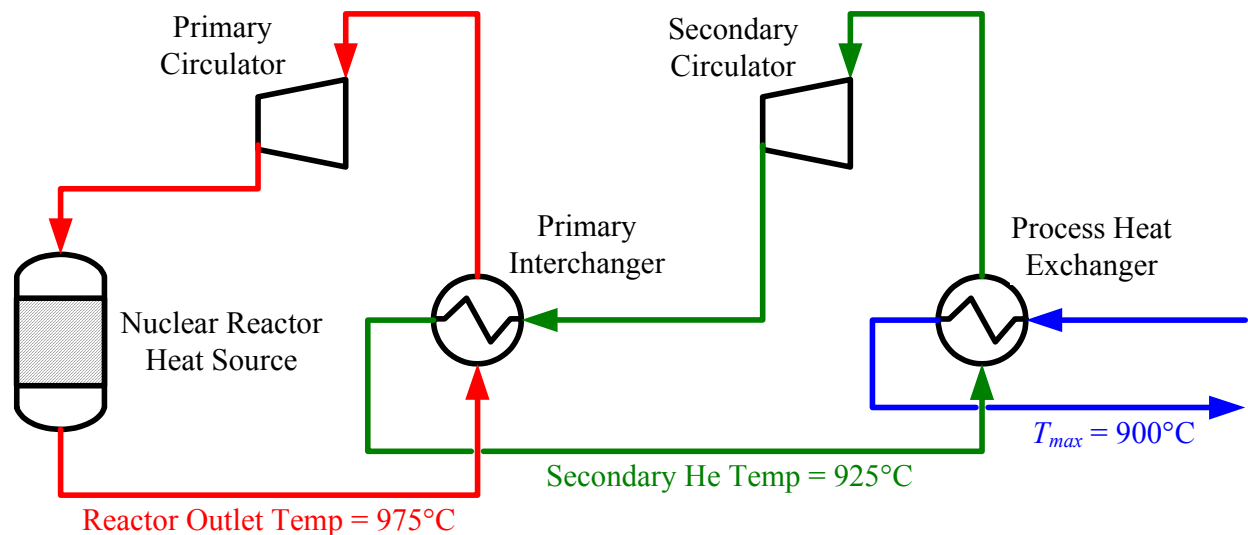 Primary
Circulator
Secondary
Circulator
Primary
Interchanger
Process Heat
Exchanger
Nuclear Reactor
Heat Source
T_max = 900°C
Secondary He Temp = 925°C
Reactor Outlet Temp = 975°C